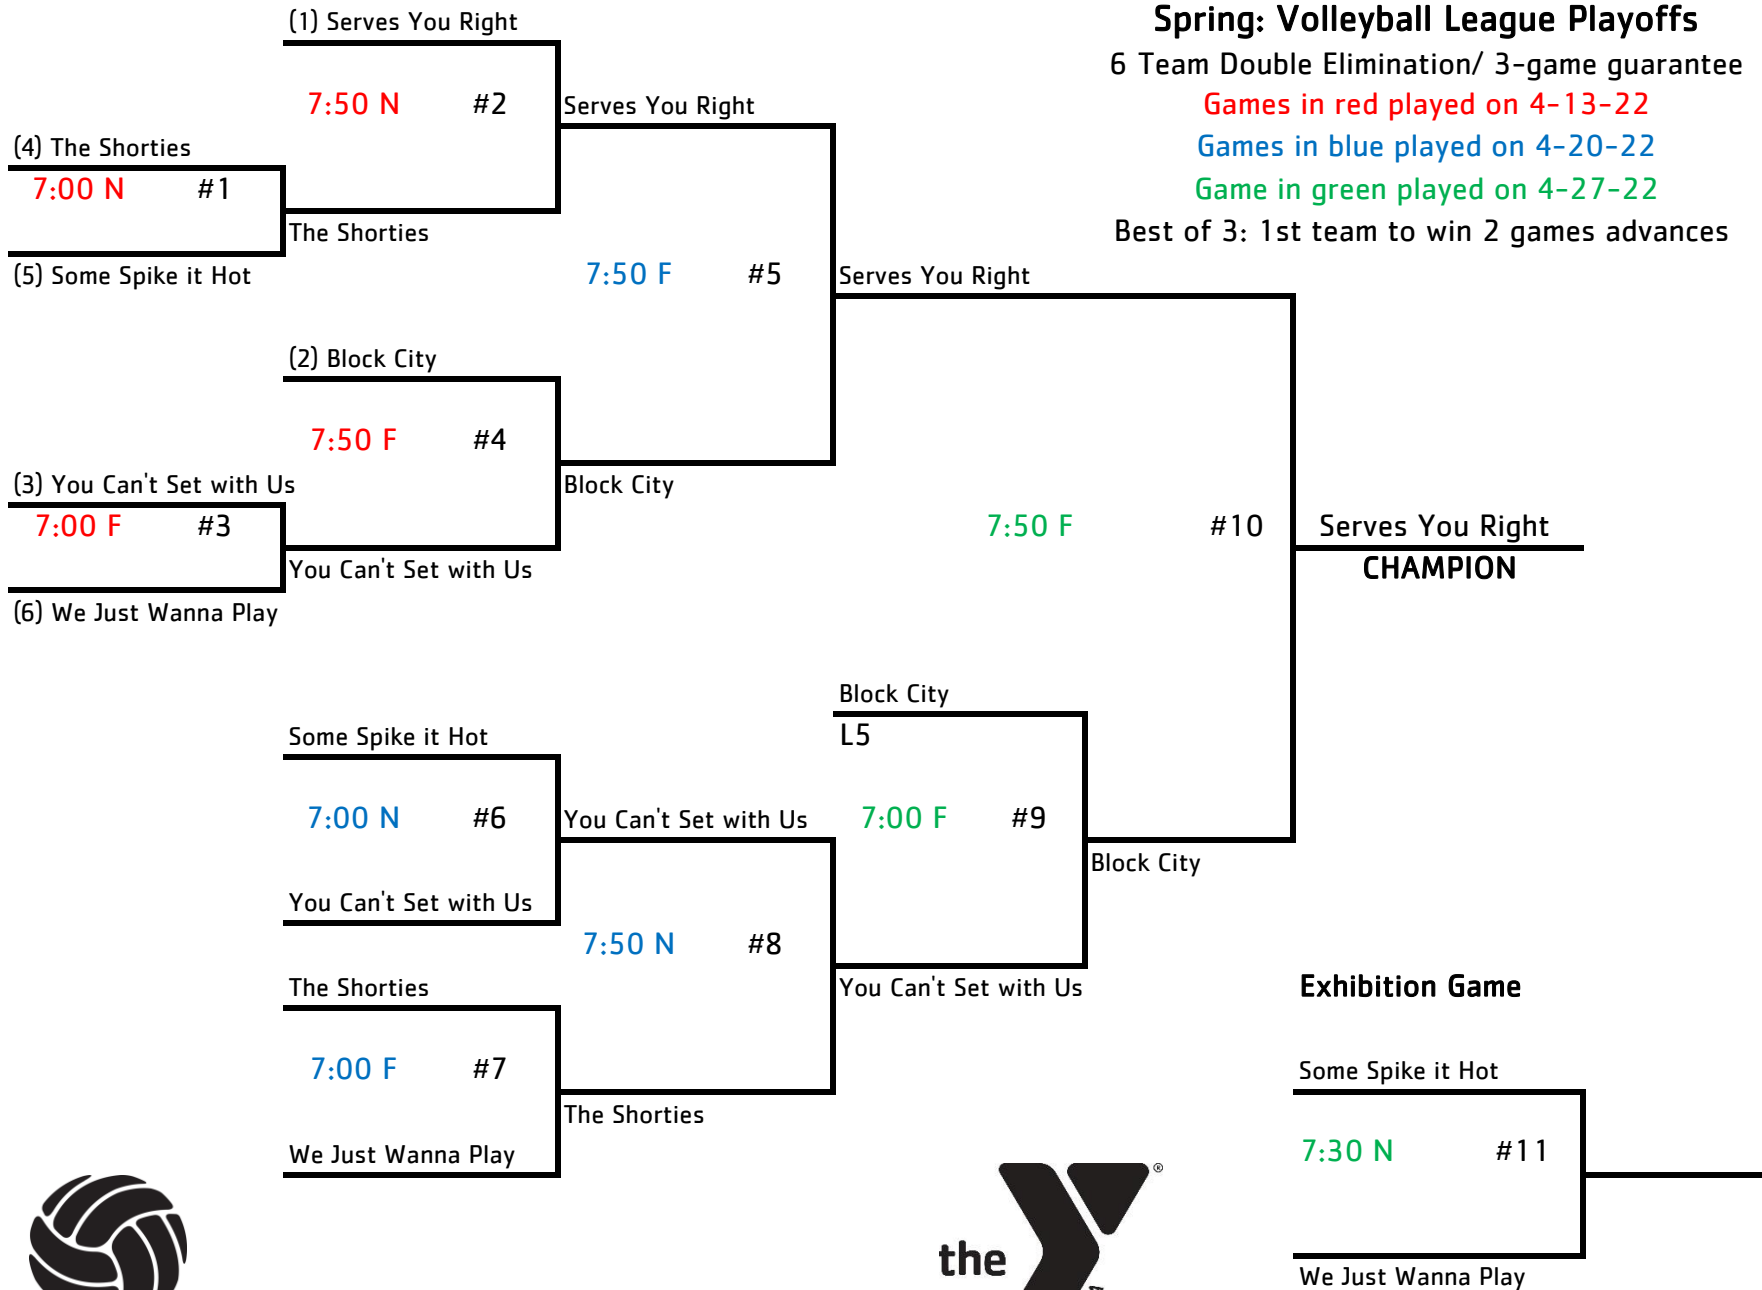 (1) Serves You Right
Spring: Volleyball League Playoffs
6 Team Double Elimination/ 3-game guarantee
7:50 N #2
Serves You Right
Games in red played on 4-13-22
(4) The Shorties
Games in blue played on 4-20-22
7:00 N #1
Game in green played on 4-27-22
The Shorties
Best of 3: 1st team to win 2 games advances
(5) Some Spike it Hot
7:50 F #5
Serves You Right
(2) Block City
7:50 F #4
(3) You Can't Set with Us
Block City
7:00 F #3
7:50 F #10
Serves You Right
You Can't Set with Us
CHAMPION
(6) We Just Wanna Play
Block City
Some Spike it Hot
L5
7:00 N #6
You Can't Set with Us
7:00 F #9
Block City
You Can't Set with Us
7:50 N #8
The Shorties
You Can't Set with Us
Exhibition Game
7:00 F #7
Some Spike it Hot
The Shorties
We Just Wanna Play
7:30 N #11
®
the
We Just Wanna Play